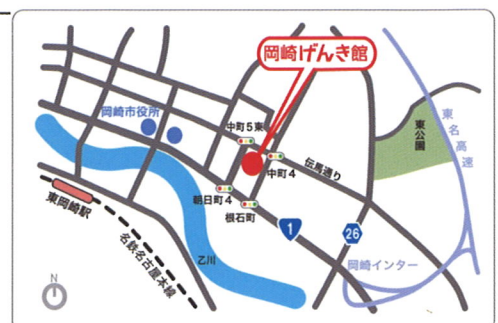 岡崎げんき館
岡崎市役所
中町5東
東公園
東名高速
伝馬通り
中町4
朝日町4
根石町
東岡崎駅
1
26
名鉄名古屋本線
乙川
岡崎インター
N